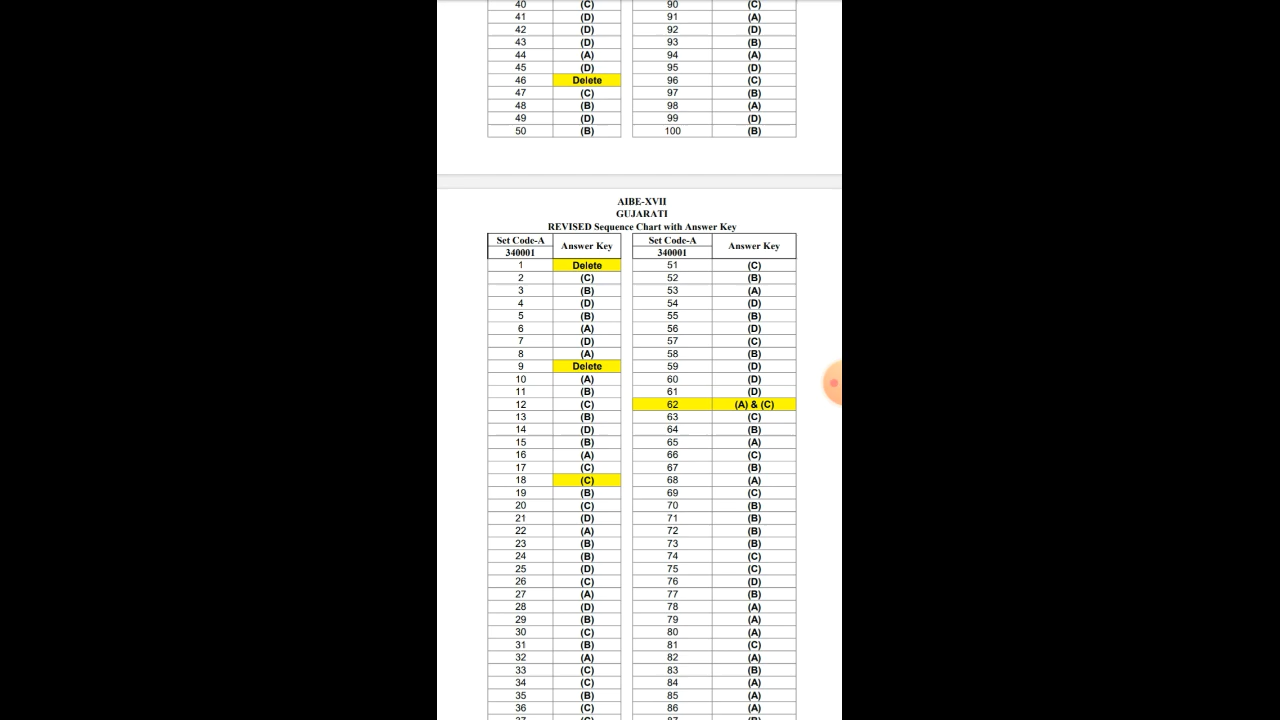 40 (C) 90 (C)
41 (D) 91 (A)
42 (D) 92 (D)
43 (D) 93 (B)
44 (A) 94 (A)
45 (D) 95 (D)
46 Delete 96 (C)
47 (C) 97 (B)
48 (B) 98 (A)
49 (D) 99 (D)
50 (B) 100 (B)
AIBE-XVII
GUJARATI
REVISED Sequence Chart with Answer Key
Set Code-A Answer Key Set Code-A Answer Key
340001 340001
1 Delete 51 (C)
2 (C) 52 (B)
3 (B) 53 (A)
4 (D) 54 (D)
5 (B) 55 (B)
6 (A) 56 (D)
7 (D) 57 (C)
8 (A) 58 (B)
9 Delete 59 (D)
10 (A) 60 (D)
11 (B) 61 (D)
12 (C) 62 (A) & (C)
13 (B) 63 (C)
14 (D) 64 (B)
15 (B) 65 (A)
16 (A) 66 (C)
17 (C) 67 (B)
18 (C) 68 (A)
19 (B) 69 (C)
20 (C) 70 (B)
21 (D) 71 (B)
22 (A) 72 (B)
23 (B) 73 (B)
24 (B) 74 (C)
25 (D) 75 (C)
26 (C) 76 (D)
27 (A) 77 (B)
28 (D) 78 (A)
29 (B) 79 (A)
30 (C) 80 (A)
31 (B) 81 (C)
32 (A) 82 (A)
33 (C) 83 (B)
34 (C) 84 (A)
35 (B) 85 (A)
36 (C) 86 (A)